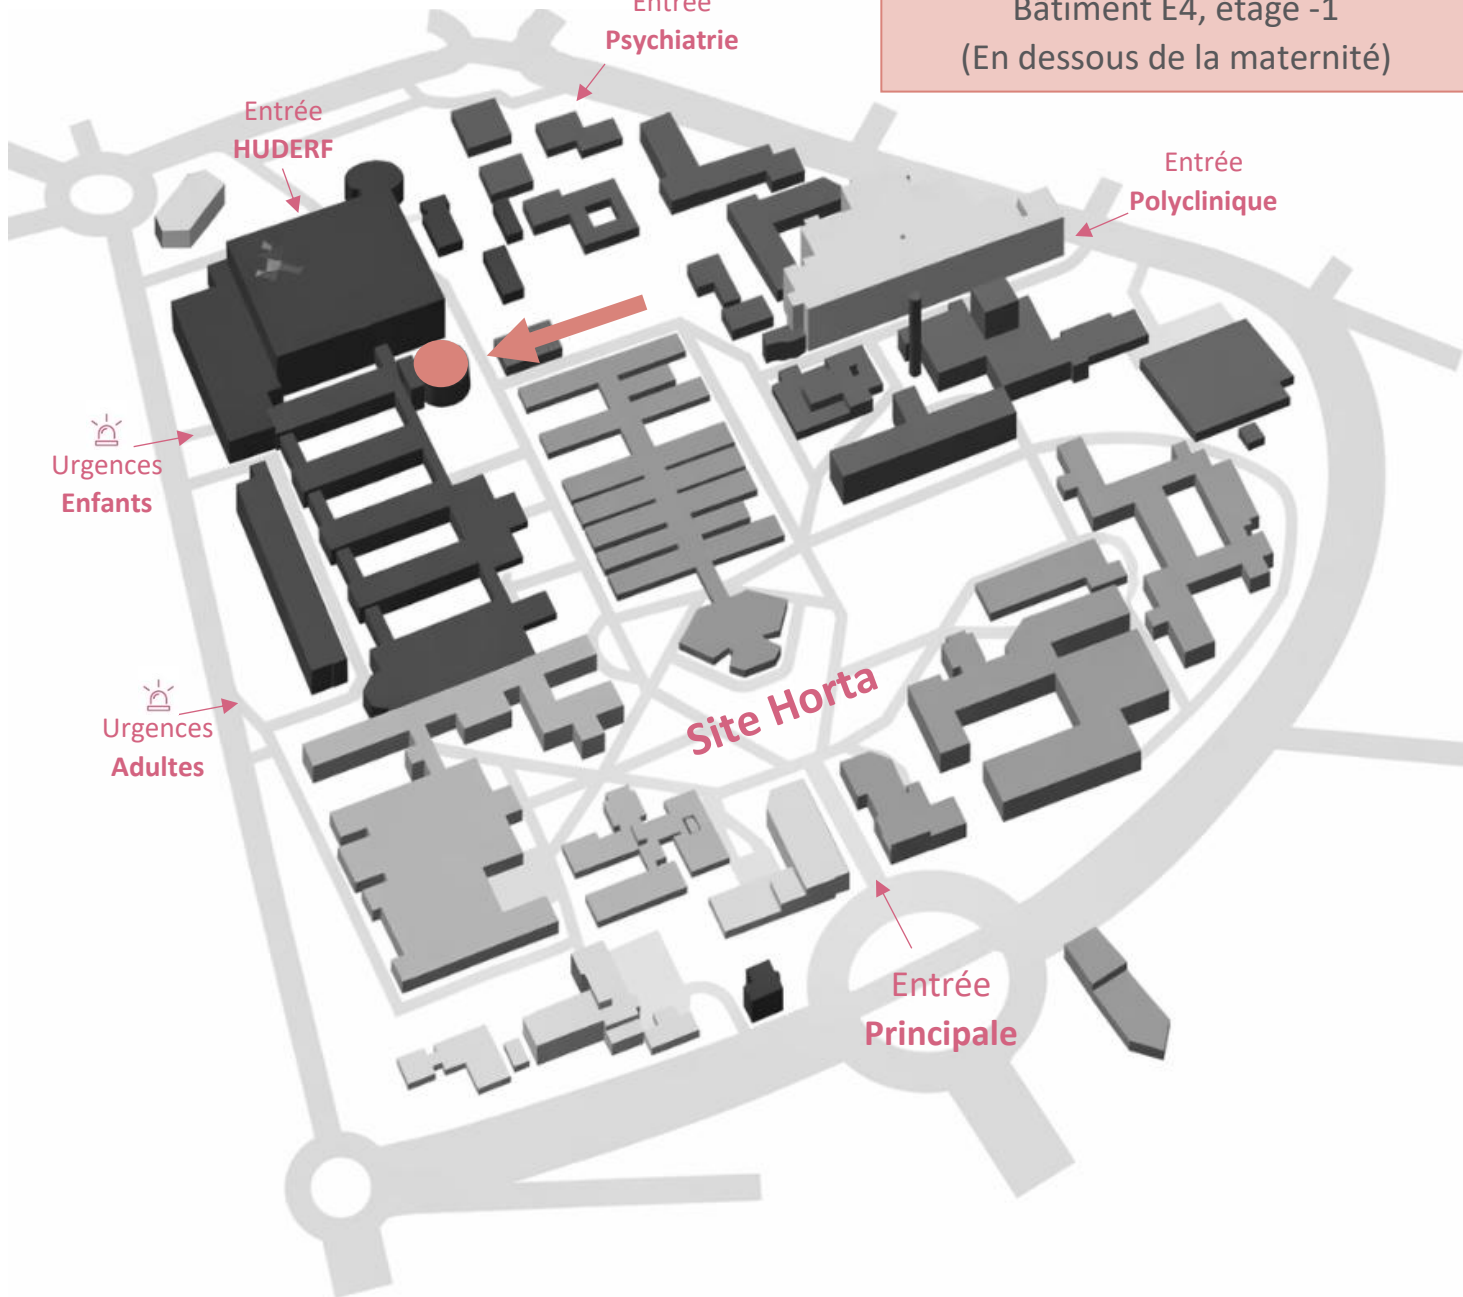 Entrée
Psychiatrie
Bâtiment E4, étage -1
(En dessous de la maternité)
Entrée
HUDERF
Entrée
Polyclinique
Urgences
Enfants
Site Horta
Urgences
Adultes
Entrée
Principale